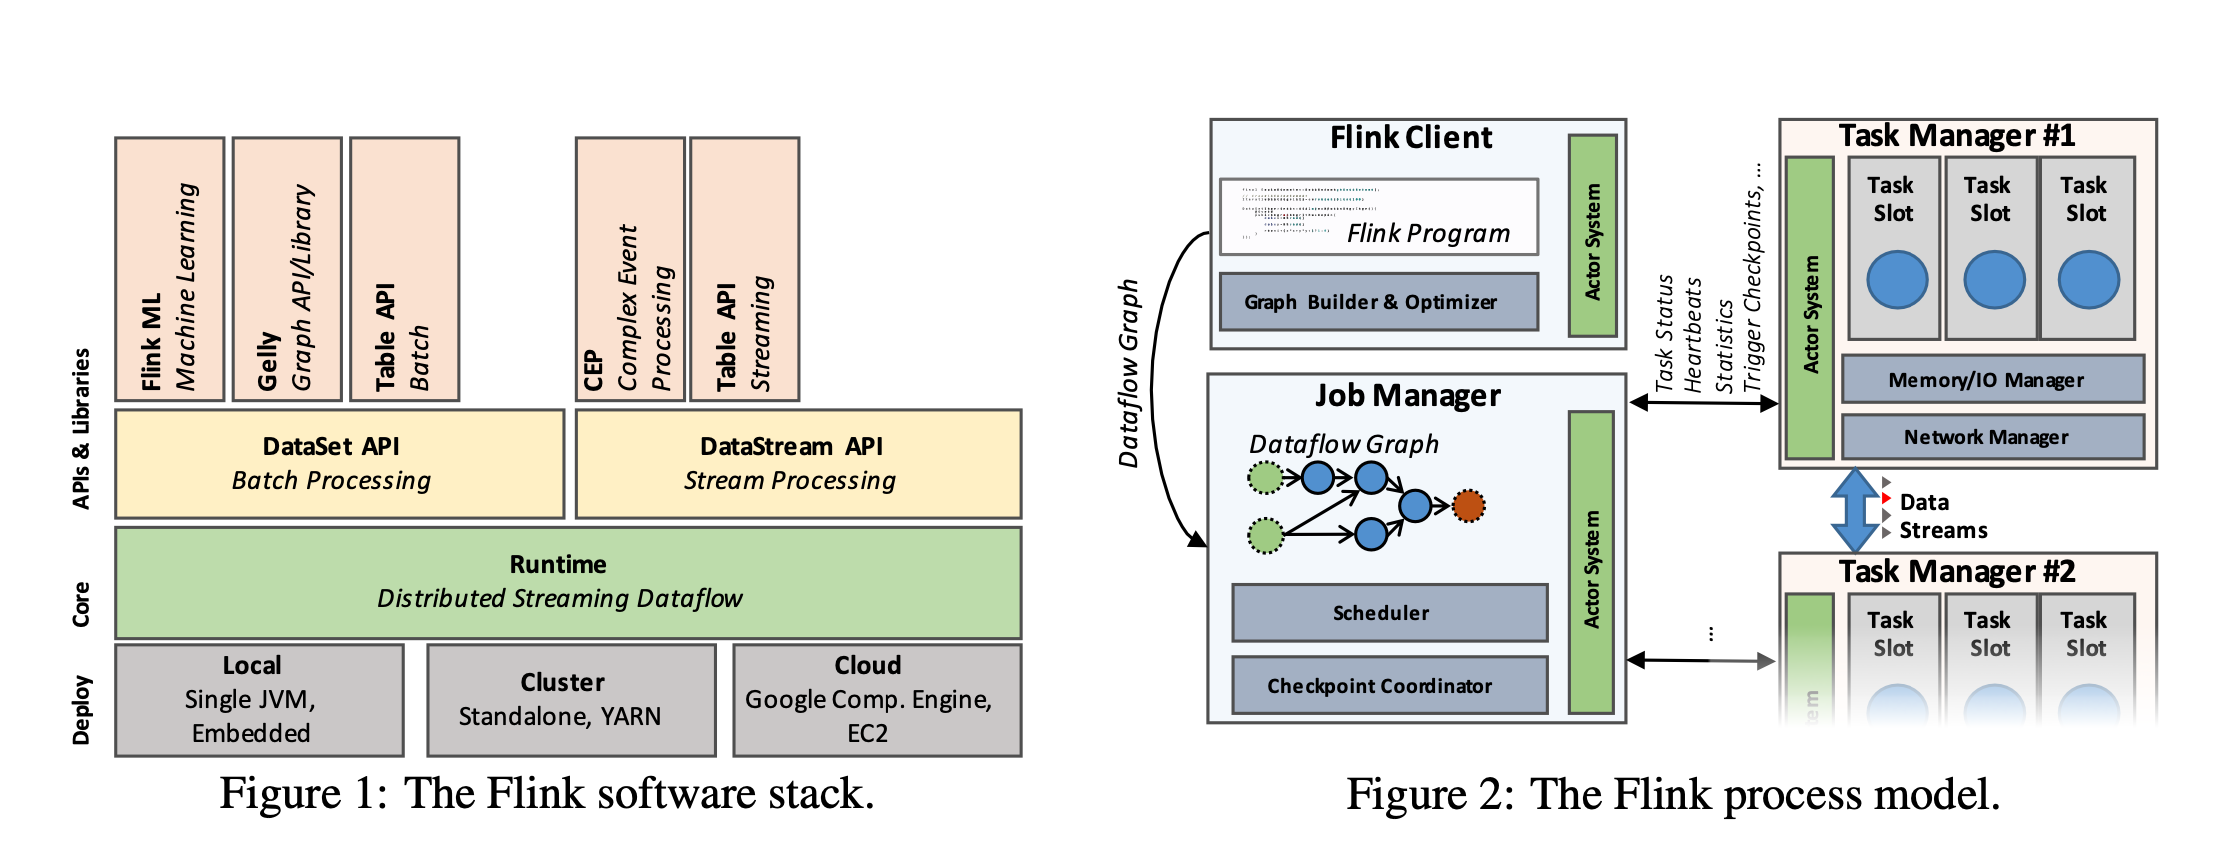 APIs & Libraries
Flink ML
Machine Learning
Gelly
Graph API/Library
Table API
Batch
CEP
Complex Event
Processing
Table API
Streaming
DataSet API
Batch Processing
DataStream API
Stream Processing
Core
Runtime
Distributed Streaming Dataflow
Deploy
Local
Single JVM,
Embedded
Cluster
Standalone, YARN
Cloud
Google Comp. Engine,
EC2
Figure 1: The Flink software stack.
Flink Client
Flink Program
Graph Builder & Optimizer
Actor System
Dataflow Graph
Job Manager
Dataflow Graph
Scheduler
Checkpoint Coordinator
Actor System
Task Status
Heartbeats
Statistics
Trigger Checkpoints, ...
...
Task Manager #1
Actor System
Task
Slot
Task
Slot
Task
Slot
Memory/IO Manager
Network Manager
Data
Streams
Task Manager #2
Task
Slot
Task
Slot
Task
Slot
Figure 2: The Flink process model.